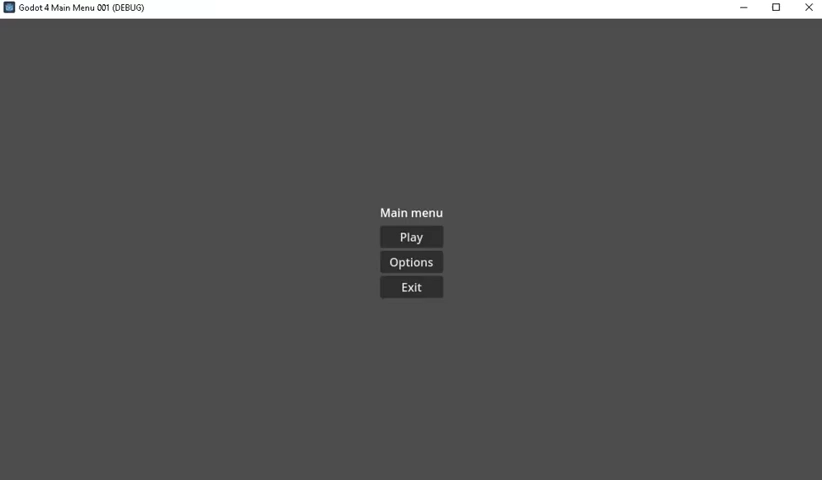 Godot 4 Main Menu 001 (DEBUG)
Main menu
Play
Options
Exit